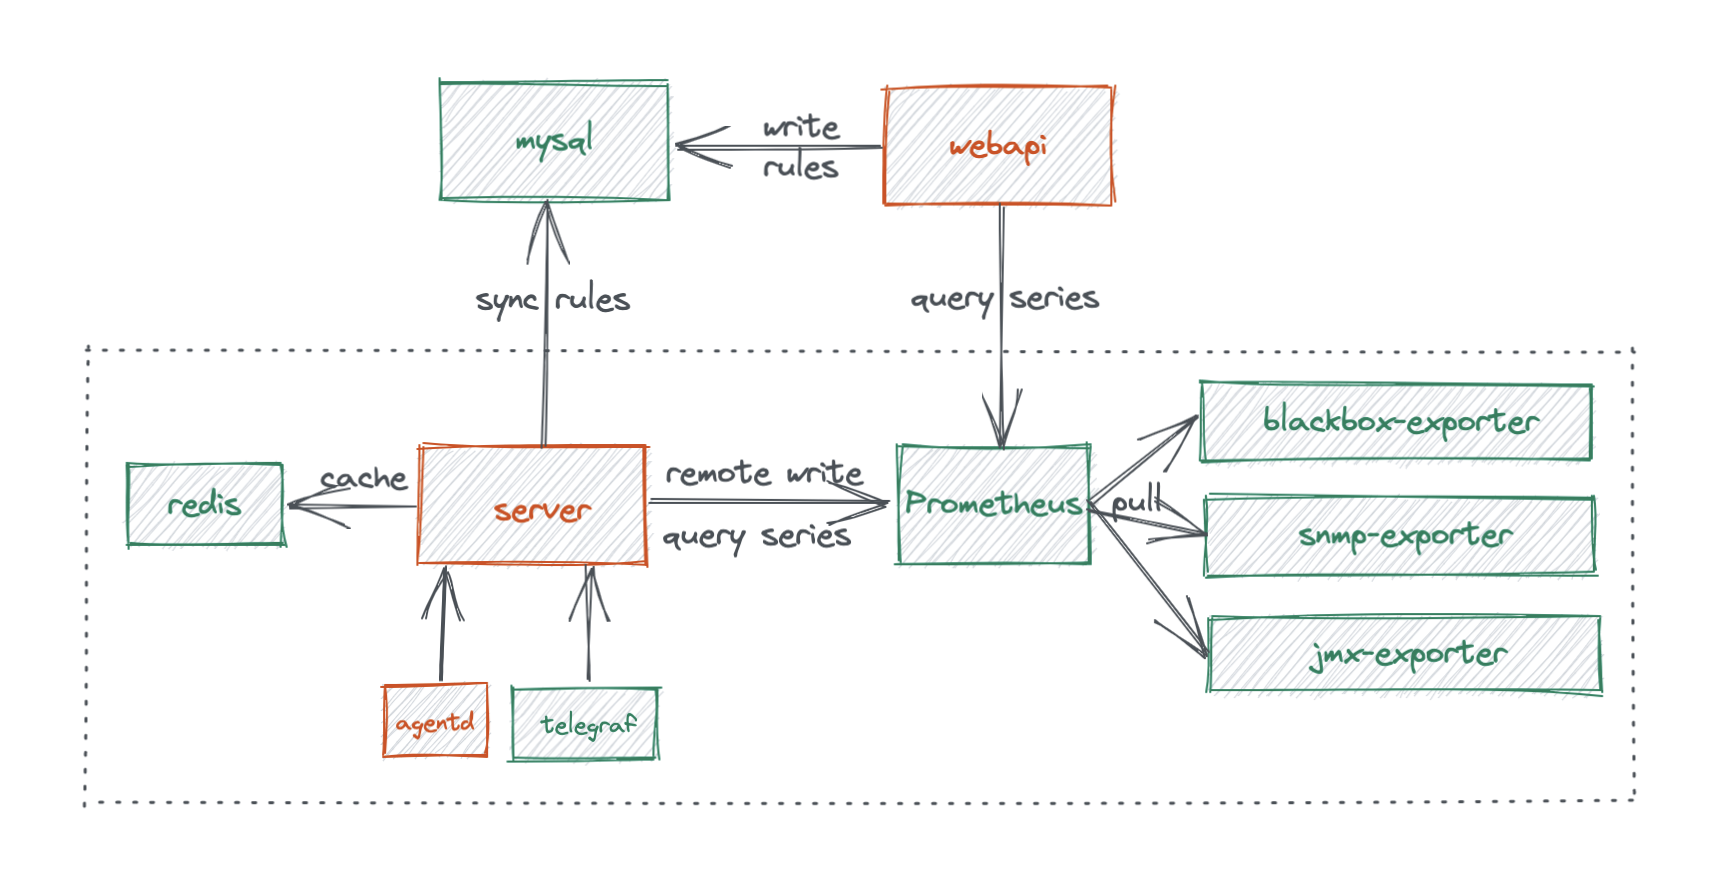 mysql
write
rules
webapi
sync rules
query series
redis
cache
server
remote write
query series
Prometheus
pull
blackbox-exporter
snmp-exporter
jmx-exporter
agentd
telegraf